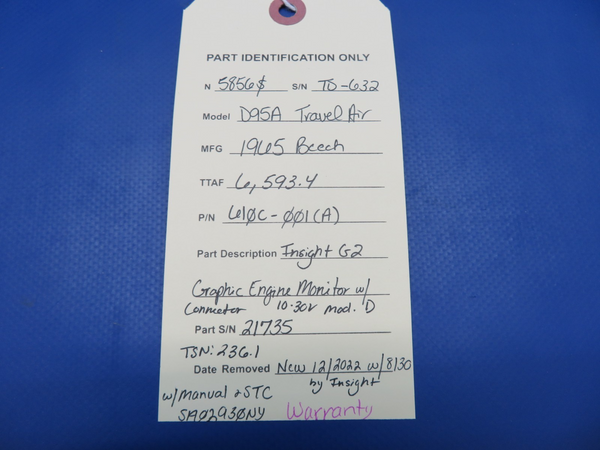 PART IDENTIFICATION ONLY
N 5856S S/N TD-632
Model D95A Travel Air
MFG 1965 Beech
TTAF 6,593.4
P/N 610C-001(A)
Part Description Insight G2
Graphic Engine Monitor w/
Connector 10-30V mod. D
Part S/N 21735
TSN: 236.1
Date Removed New 12/2022 w/8130
by Insight
w/Manual & STC
SA02930NY Warranty